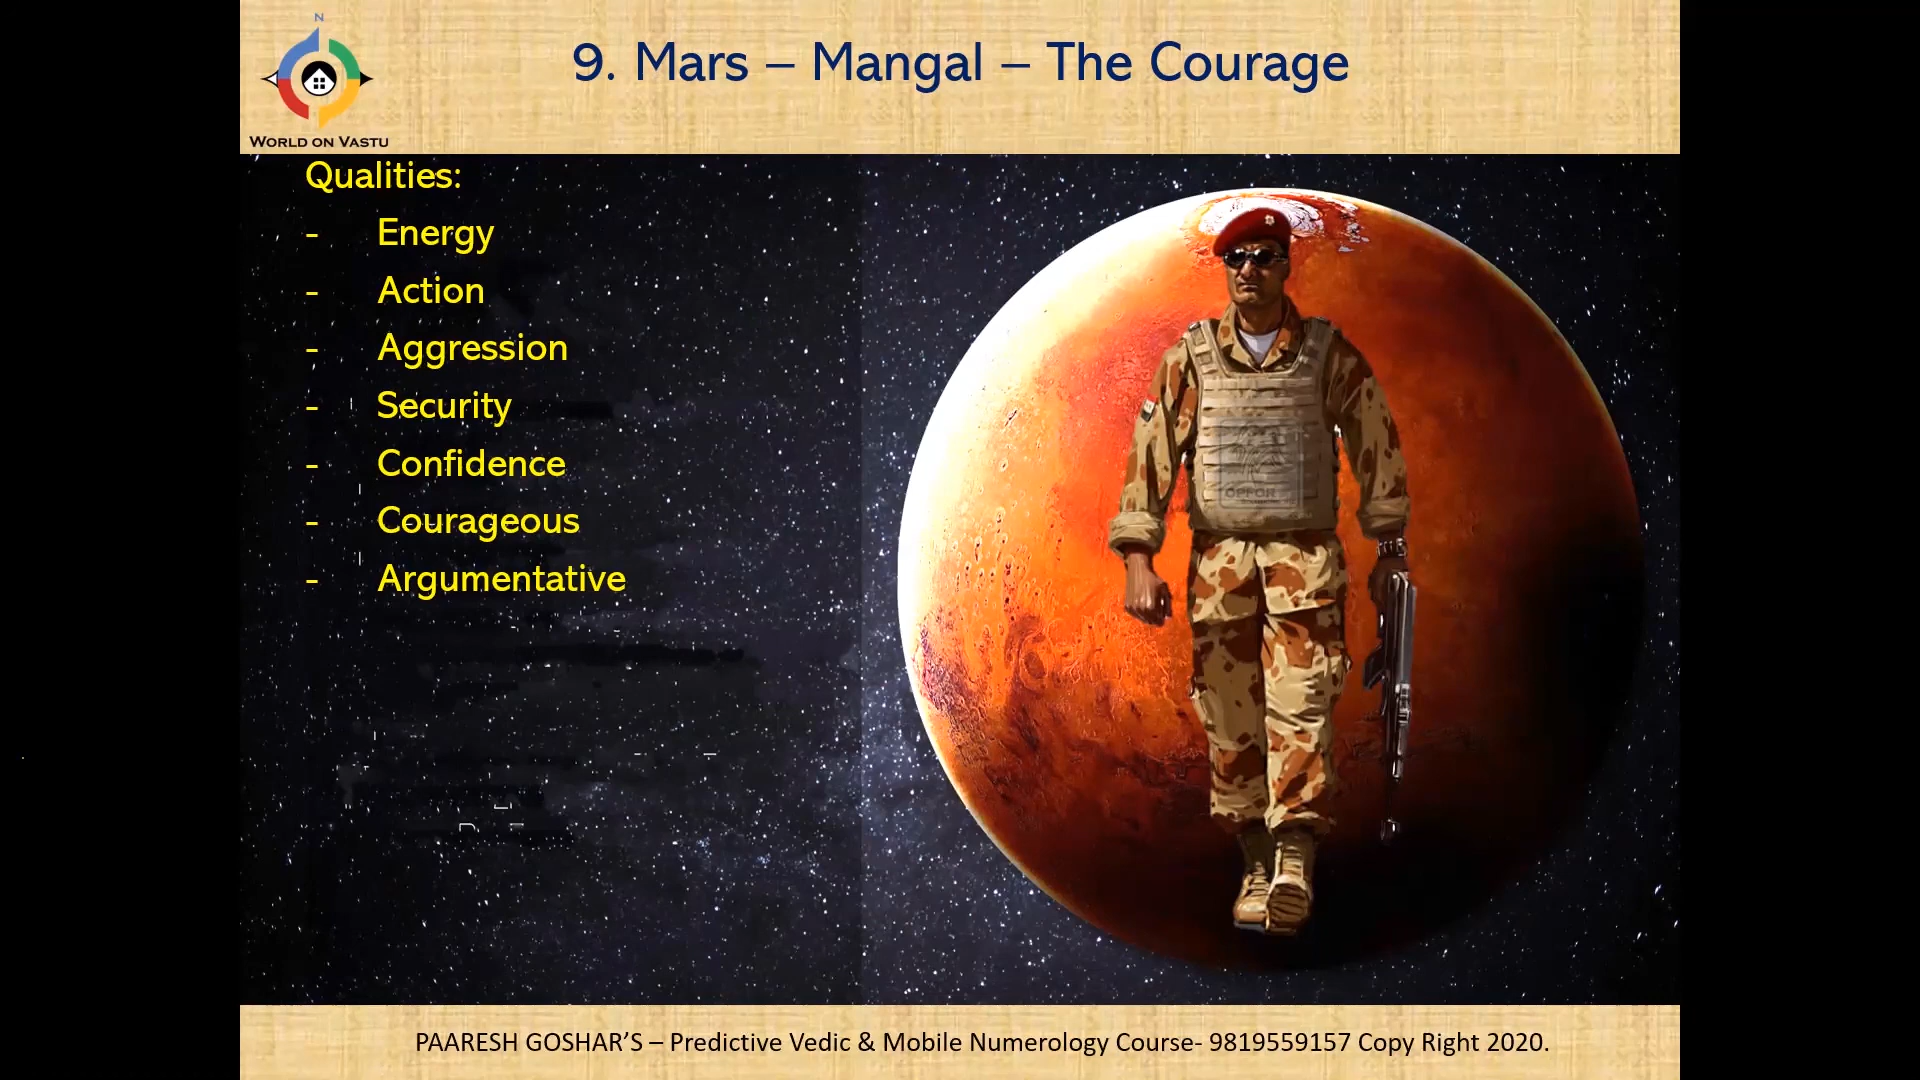 N
WORLD ON VASTU
9. Mars – Mangal – The Courage
Qualities:
- Energy
- Action
- Aggression
- Security
- Confidence
- Courageous
- Argumentative
OPFOR
PAARESH GOSHAR'S – Predictive Vedic & Mobile Numerology Course- 9819559157 Copy Right 2020.